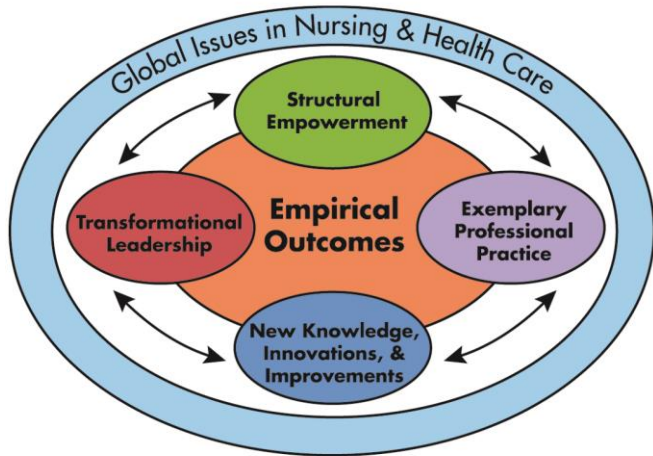 Global Issues in Nursing & Health Care
Structural
Empowerment
Transformational
Leadership
Empirical
Outcomes
Exemplary
Professional
Practice
New Knowledge,
Innovations, &
Improvements